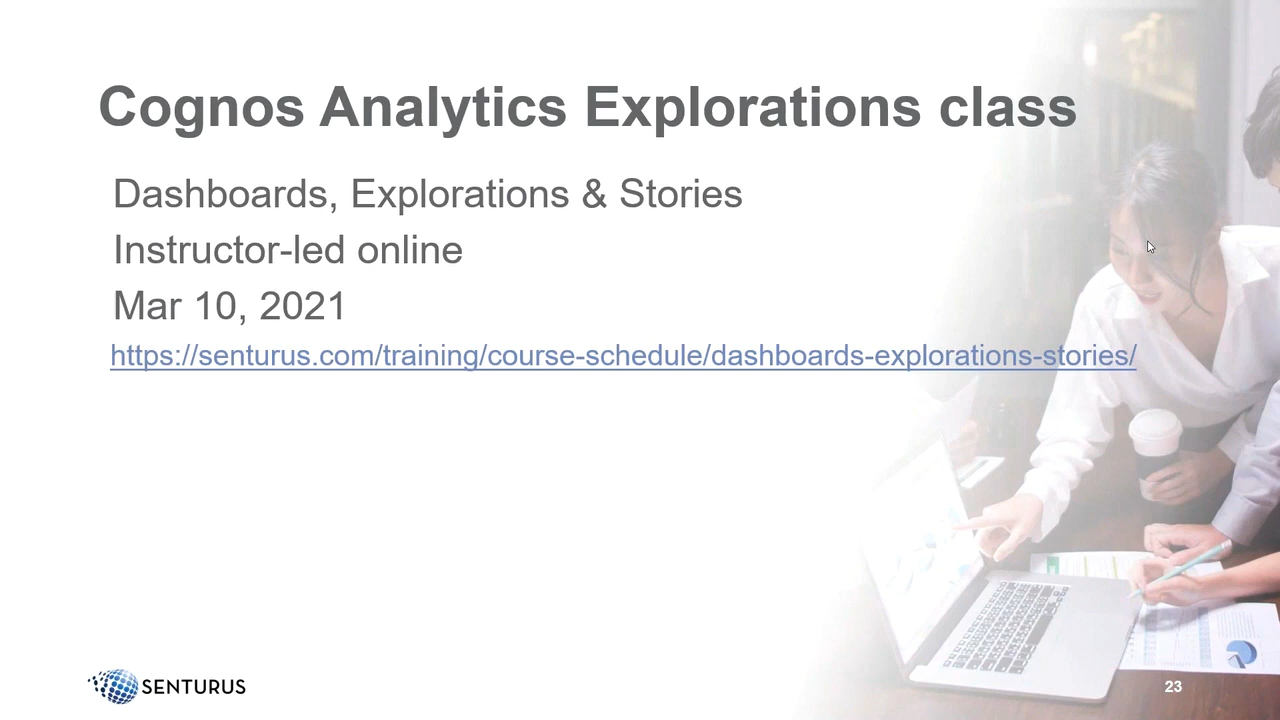 Cognos Analytics Explorations class
Dashboards, Explorations & Stories
Instructor-led online
Mar 10, 2021
https://senturus.com/training/course-schedule/dashboards-explorations-stories/
SENTURUS
23